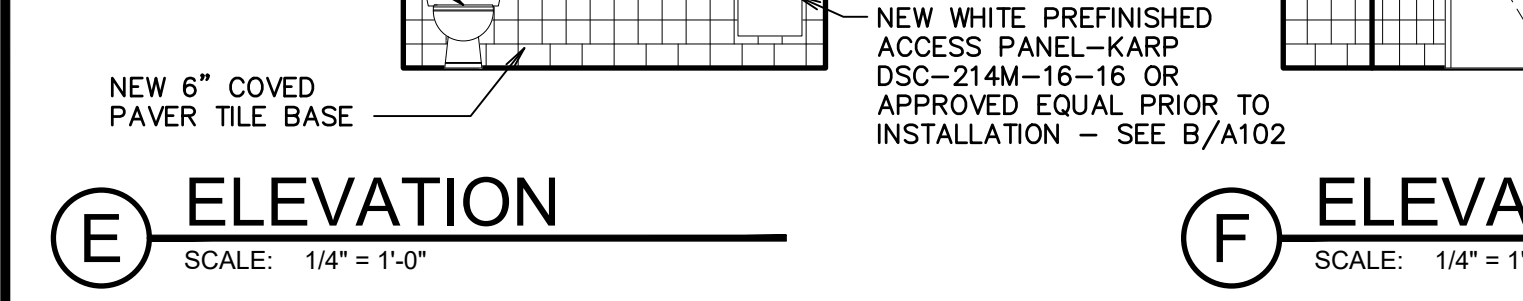 NEW 6” COVED
PAVER TILE BASE
NEW WHITE PREFINISHED
ACCESS PANEL-KARP
DSC-214M-16-16 OR
APPROVED EQUAL PRIOR TO
INSTALLATION - SEE B/A102
E ELEVATION
SCALE: 1/4" = 1'-0"
F ELEVA
SCALE: 1/4" = 1'